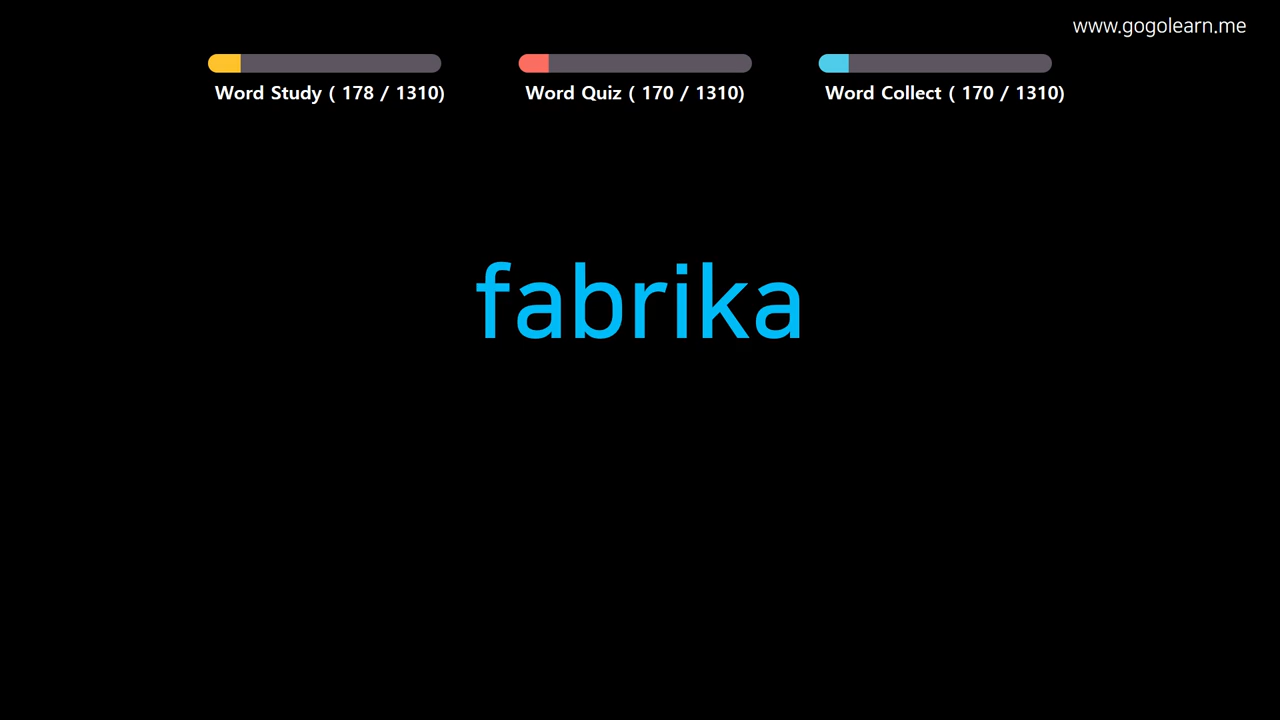 www.gogolearn.me
Word Study ( 178 / 1310)
Word Quiz ( 170 / 1310)
Word Collect ( 170 / 1310)
fabrika